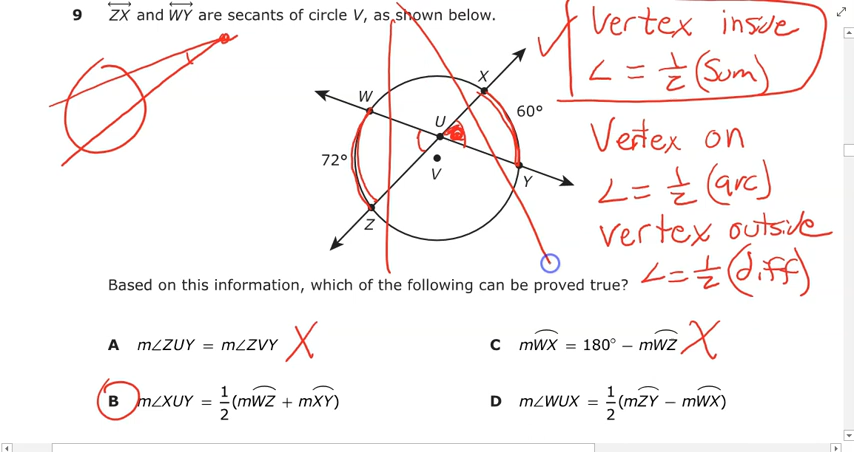 9 ZX and WY are secants of circle V, as shown below.
Vertex inside
∠ = 1/2 (Sum)
X
W
60°
U
Vertex on
72°
V
Y
∠ = 1/2 (arc)
Z
vertex outside
∠ = 1/2 (diff)
Based on this information, which of the following can be proved true?
A m∠ZUY = m∠ZVY X
C mWX = 180° − mWZ X
B m∠XUY = 1/2 (mWZ + mXY)
D m∠WUX = 1/2 (mZY − mWX)